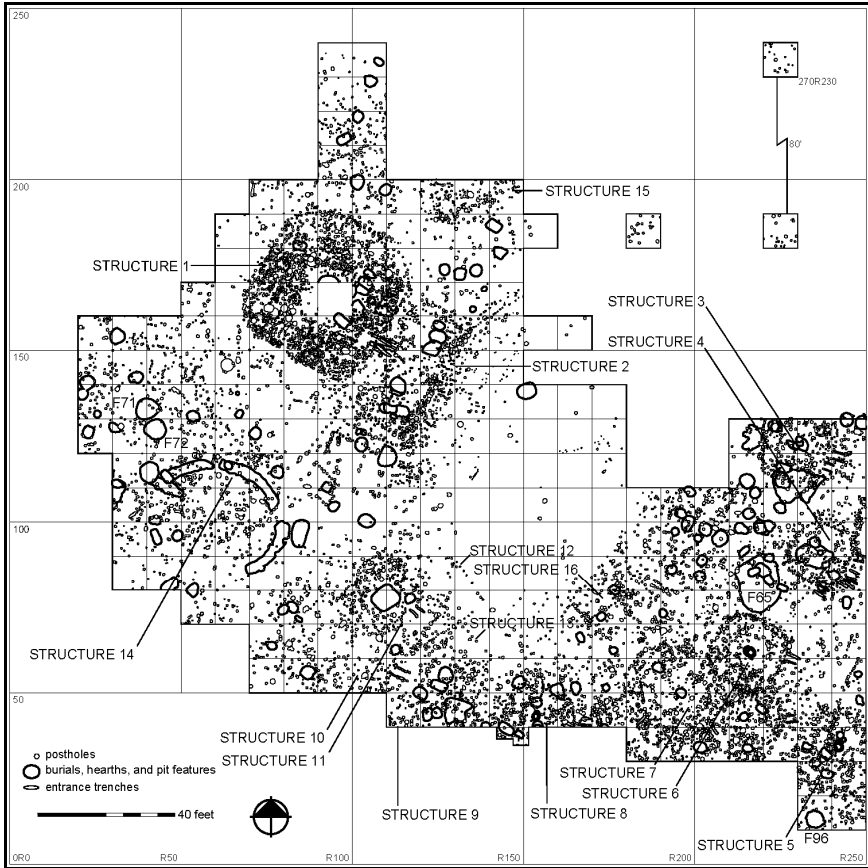 250
270R230
80'
200
STRUCTURE 15
STRUCTURE 1
STRUCTURE 3
STRUCTURE 4
150
STRUCTURE 2
F71
F72
100
STRUCTURE 12
STRUCTURE 16
F65
STRUCTURE 13
STRUCTURE 14
50
STRUCTURE 10
STRUCTURE 11
postholes
burials, hearths, and pit features
entrance trenches
STRUCTURE 7
STRUCTURE 6
40 feet
STRUCTURE 9
STRUCTURE 8
F96
STRUCTURE 5
0R0
R50
R100
R150
R200
R250